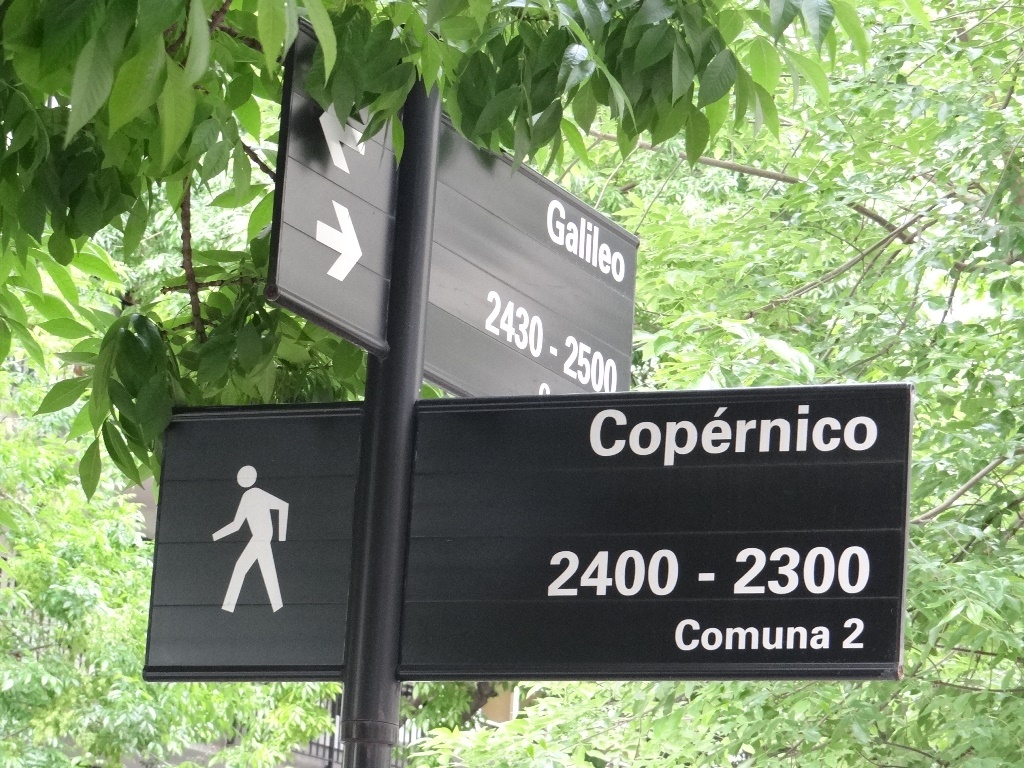 Galileo
2430 - 2500
Copérnico
2400 - 2300
Comuna 2